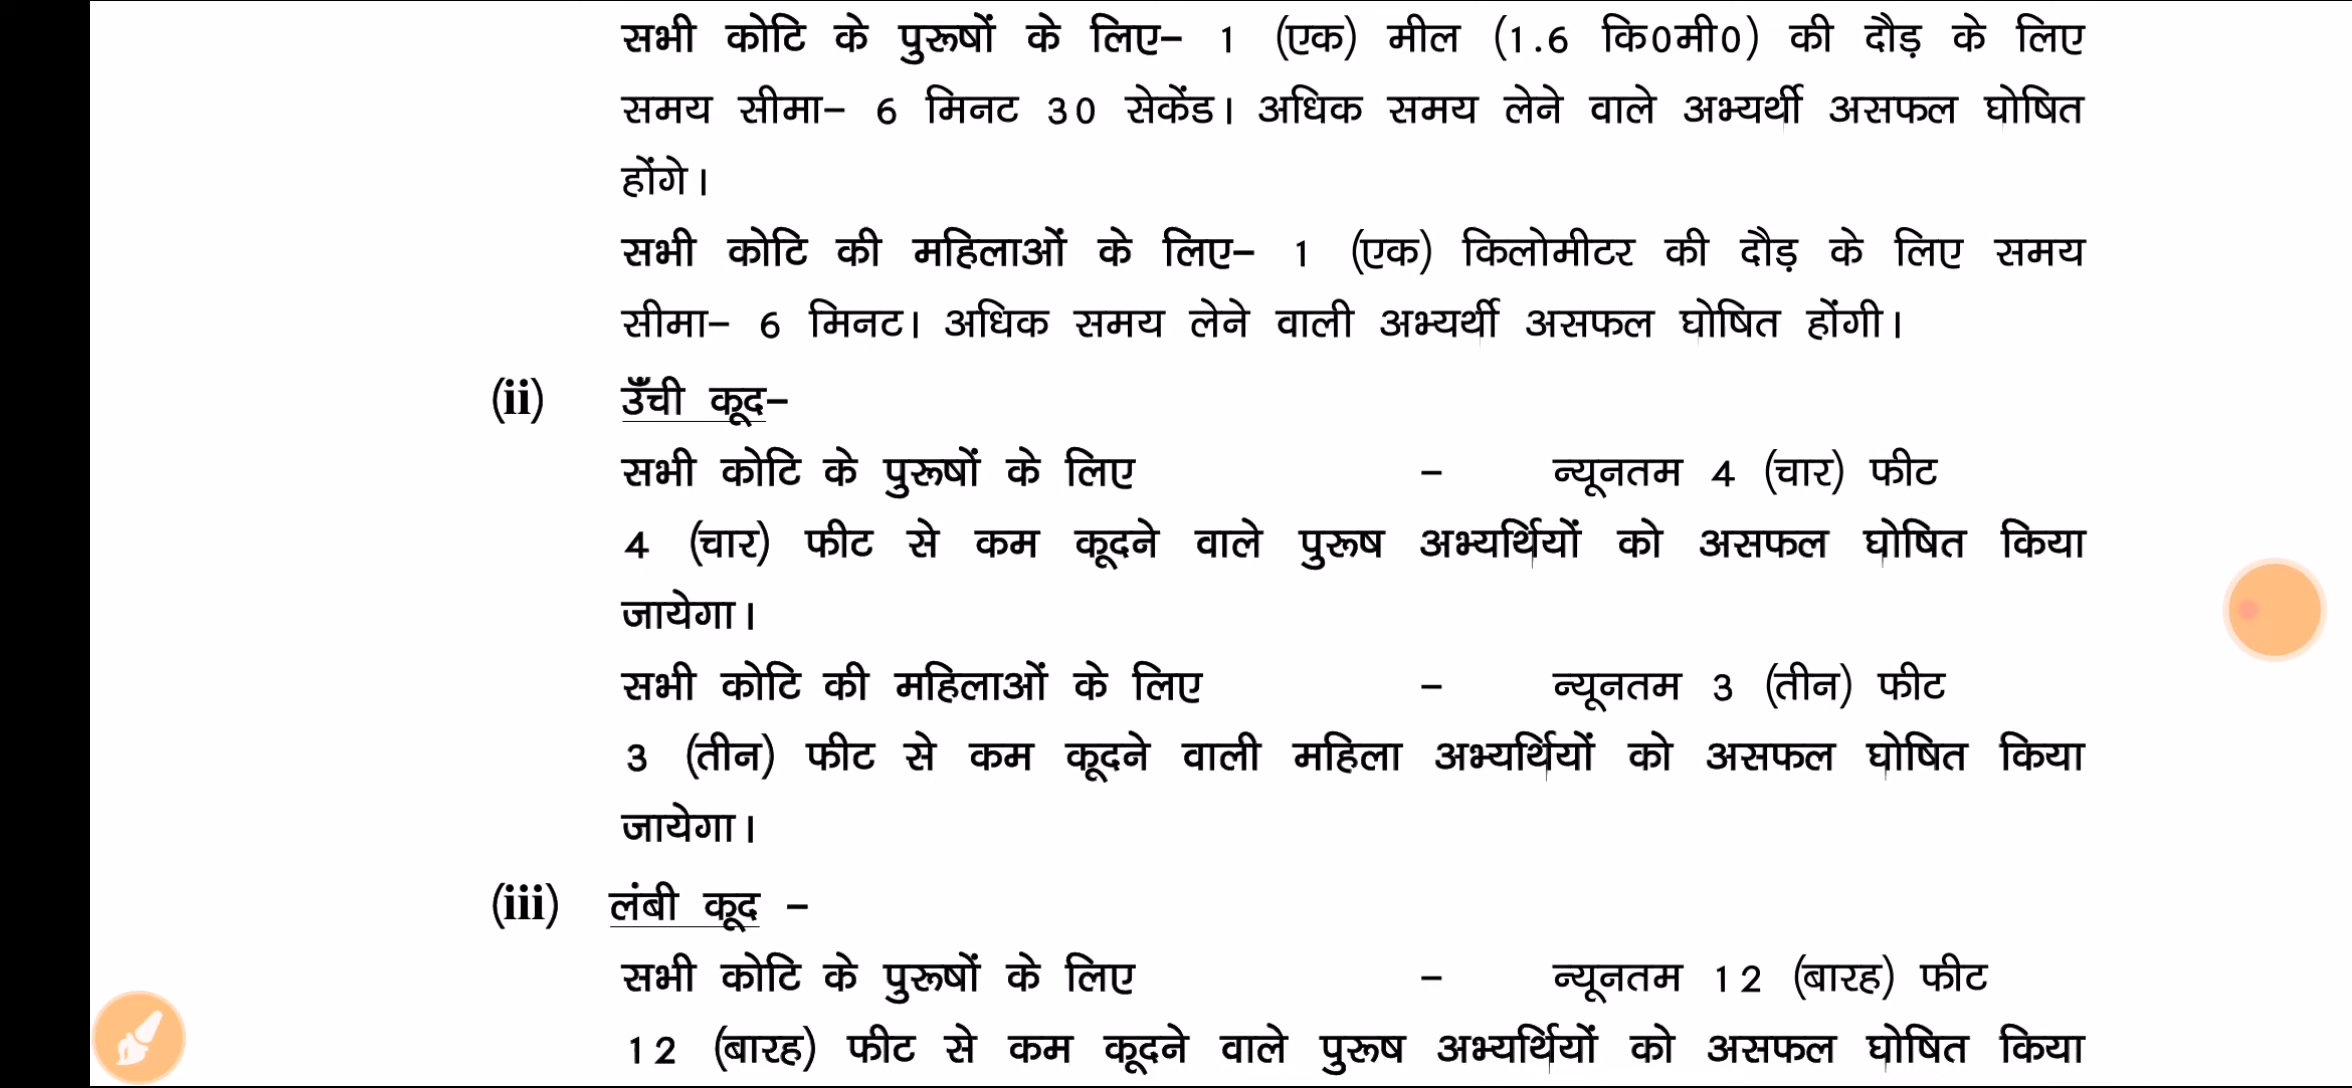 सभी कोटि के पुरूषों के लिए– 1 (एक) मील (1.6 कि0मी0) की दौड़ के लिए
समय सीमा– 6 मिनट 30 सेकेंड। अधिक समय लेने वाले अभ्यर्थी असफल घोषित
होंगे।
सभी कोटि की महिलाओं के लिए– 1 (एक) किलोमीटर की दौड़ के लिए समय
सीमा– 6 मिनट। अधिक समय लेने वाली अभ्यर्थी असफल घोषित होंगी।
(ii) उँची कूद–
सभी कोटि के पुरूषों के लिए – न्यूनतम 4 (चार) फीट
4 (चार) फीट से कम कूदने वाले पुरूष अभ्यर्थियों को असफल घोषित किया
जायेगा।
सभी कोटि की महिलाओं के लिए – न्यूनतम 3 (तीन) फीट
3 (तीन) फीट से कम कूदने वाली महिला अभ्यर्थियों को असफल घोषित किया
जायेगा।
(iii) लंबी कूद –
सभी कोटि के पुरूषों के लिए – न्यूनतम 12 (बारह) फीट
12 (बारह) फीट से कम कूदने वाले पुरूष अभ्यर्थियों को असफल घोषित किया